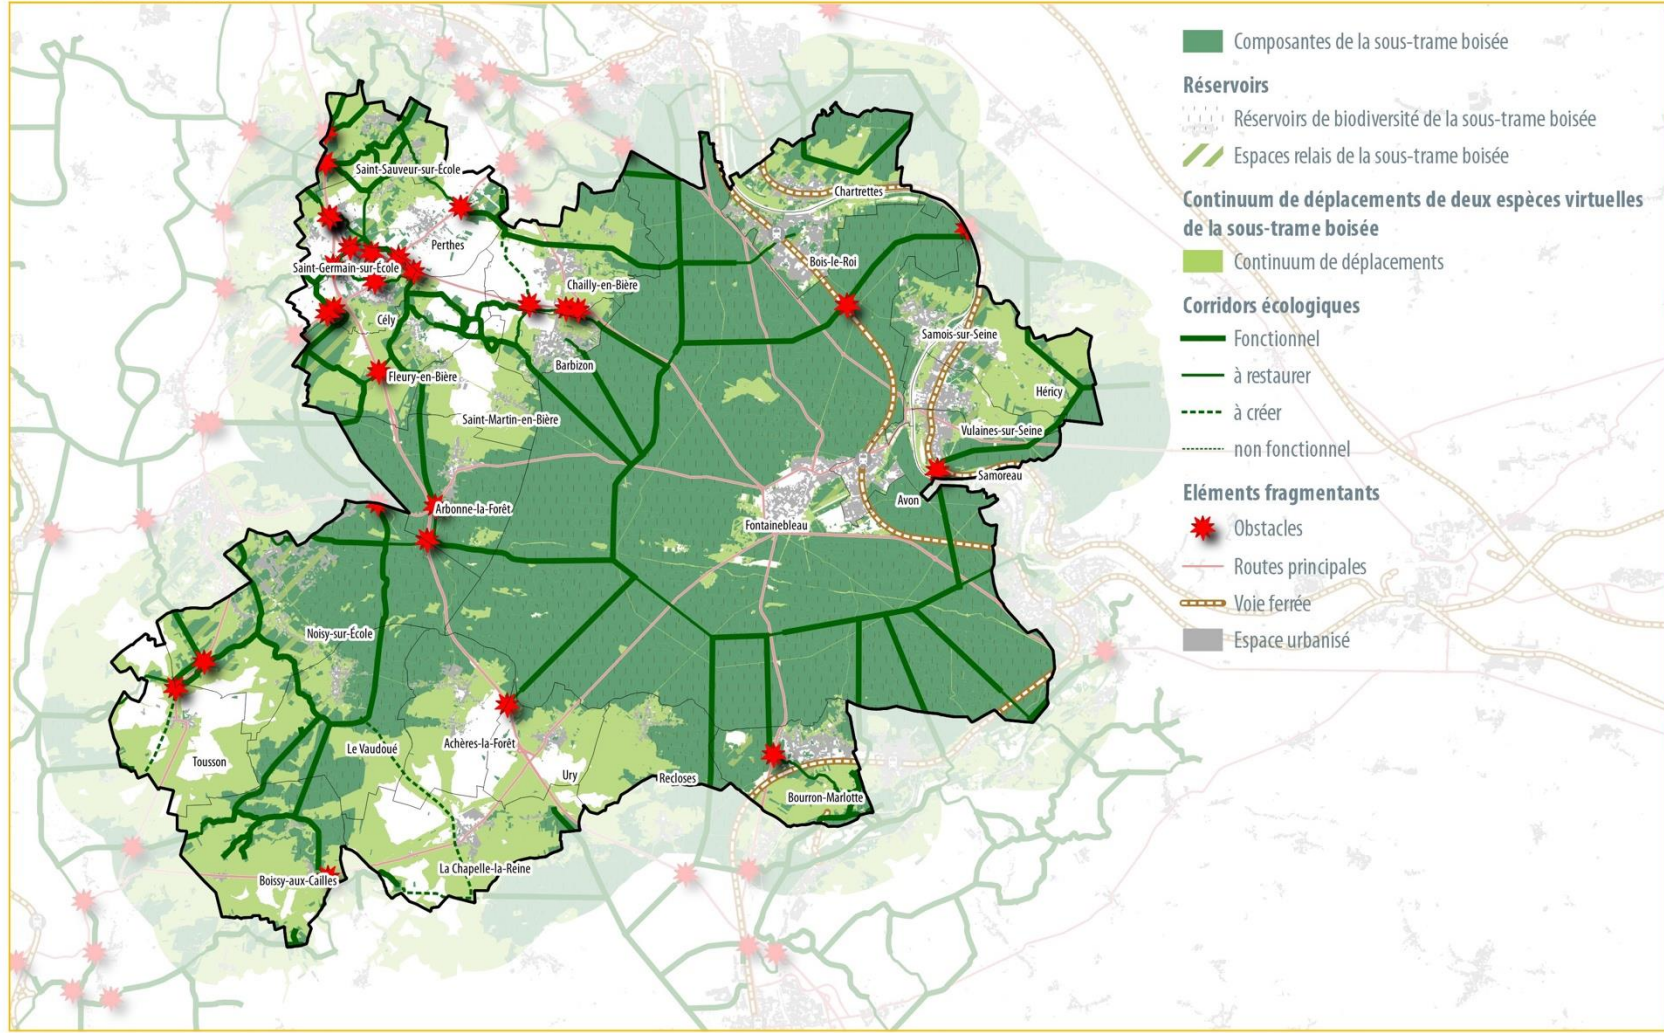 Composantes de la sous-trame boisée
Réservoirs
Réservoirs de biodiversité de la sous-trame boisée
Espaces relais de la sous-trame boisée
Continuum de déplacements de deux espèces virtuelles
de la sous-trame boisée
Continuum de déplacements
Corridors écologiques
Fonctionnel
à restaurer
à créer
non fonctionnel
Eléments fragmentants
Obstacles
Routes principales
Voie ferrée
Espace urbanisé
Saint-Sauveur-sur-École
Chartrettes
Perthes
Bois-le-Roi
Saint-Germain-sur-École
Chailly-en-Bière
Cély
Samois-sur-Seine
Barbizon
Fleury-en-Bière
Héricy
Saint-Martin-en-Bière
Vulaines-sur-Seine
Samoreau
Avon
Arbonne-la-Forêt
Fontainebleau
Noisy-sur-École
Le Vaudoué
Achères-la-Forêt
Tousson
Ury
Recloses
Bourron-Marlotte
La Chapelle-la-Reine
Boissy-aux-Cailles